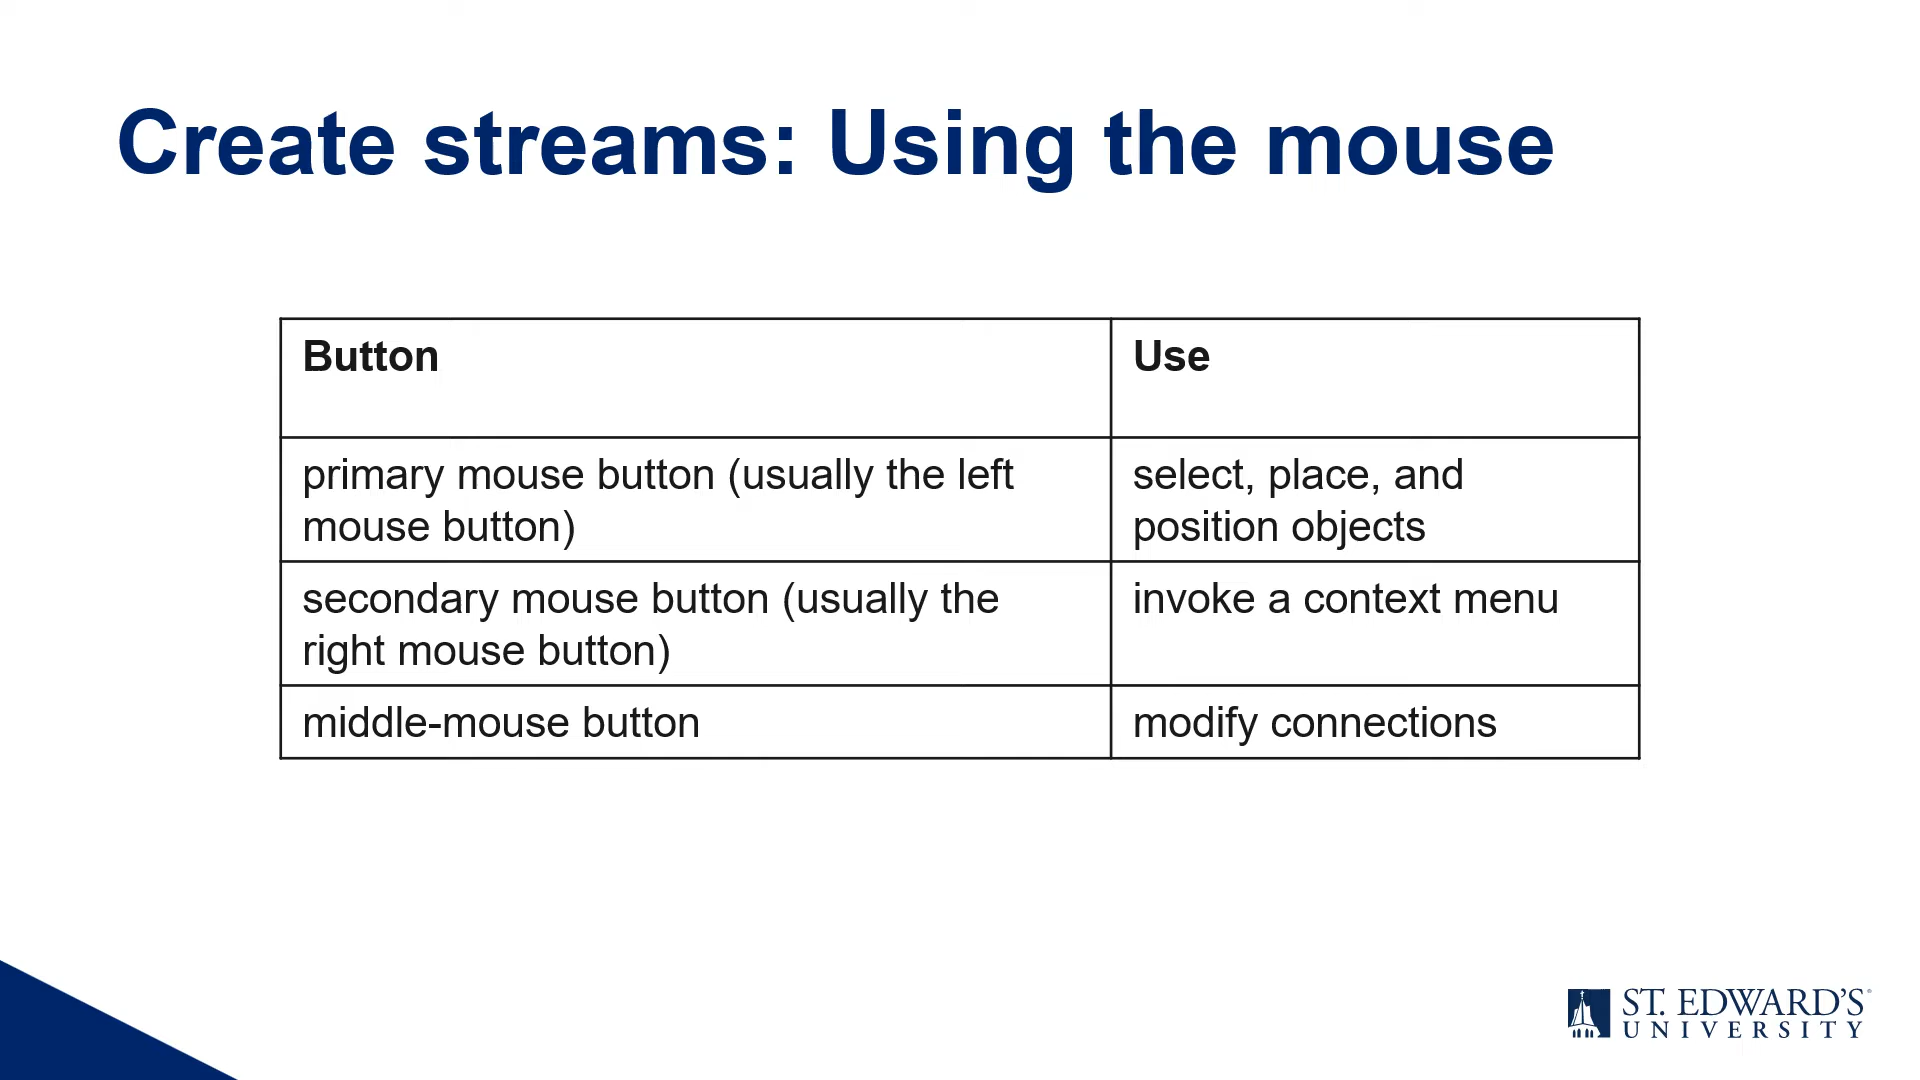 Create streams: Using the mouse
Button
Use
primary mouse button (usually the left
mouse button)
select, place, and
position objects
secondary mouse button (usually the
right mouse button)
invoke a context menu
middle-mouse button
modify connections
ST. EDWARD'S
UNIVERSITY